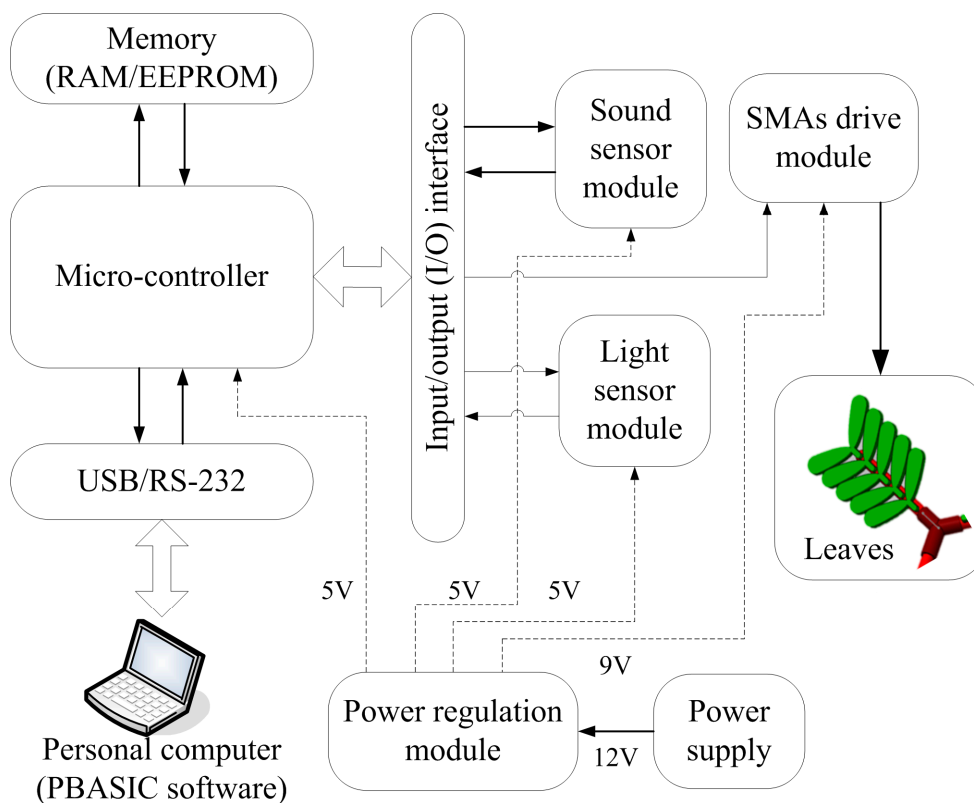 Memory
(RAM/EEPROM)
Micro-controller
USB/RS-232
Personal computer
(PBASIC software)
Input/output (I/O) interface
Sound
sensor
module
SMAs drive
module
Light
sensor
module
Leaves
5V
5V
5V
9V
Power regulation
module
12V
Power
supply